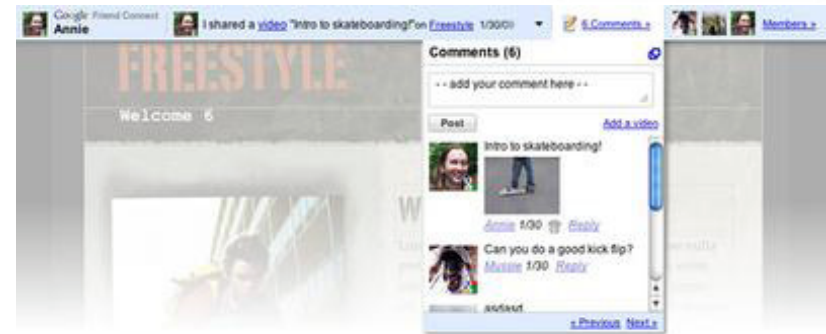 Google Friend Connect
Annie
I shared a video "Intro to skateboarding!"on Freestyle 1/30/09
6 Comments »
Members »
FREESTYLE
Welcome 6
Comments (6)
- - add your comment here - -
Post
Add a video
Intro to skateboarding!
Annie 1/30 Reply
Can you do a good kick flip?
1/30 Reply
asdasd
« Previous Next »